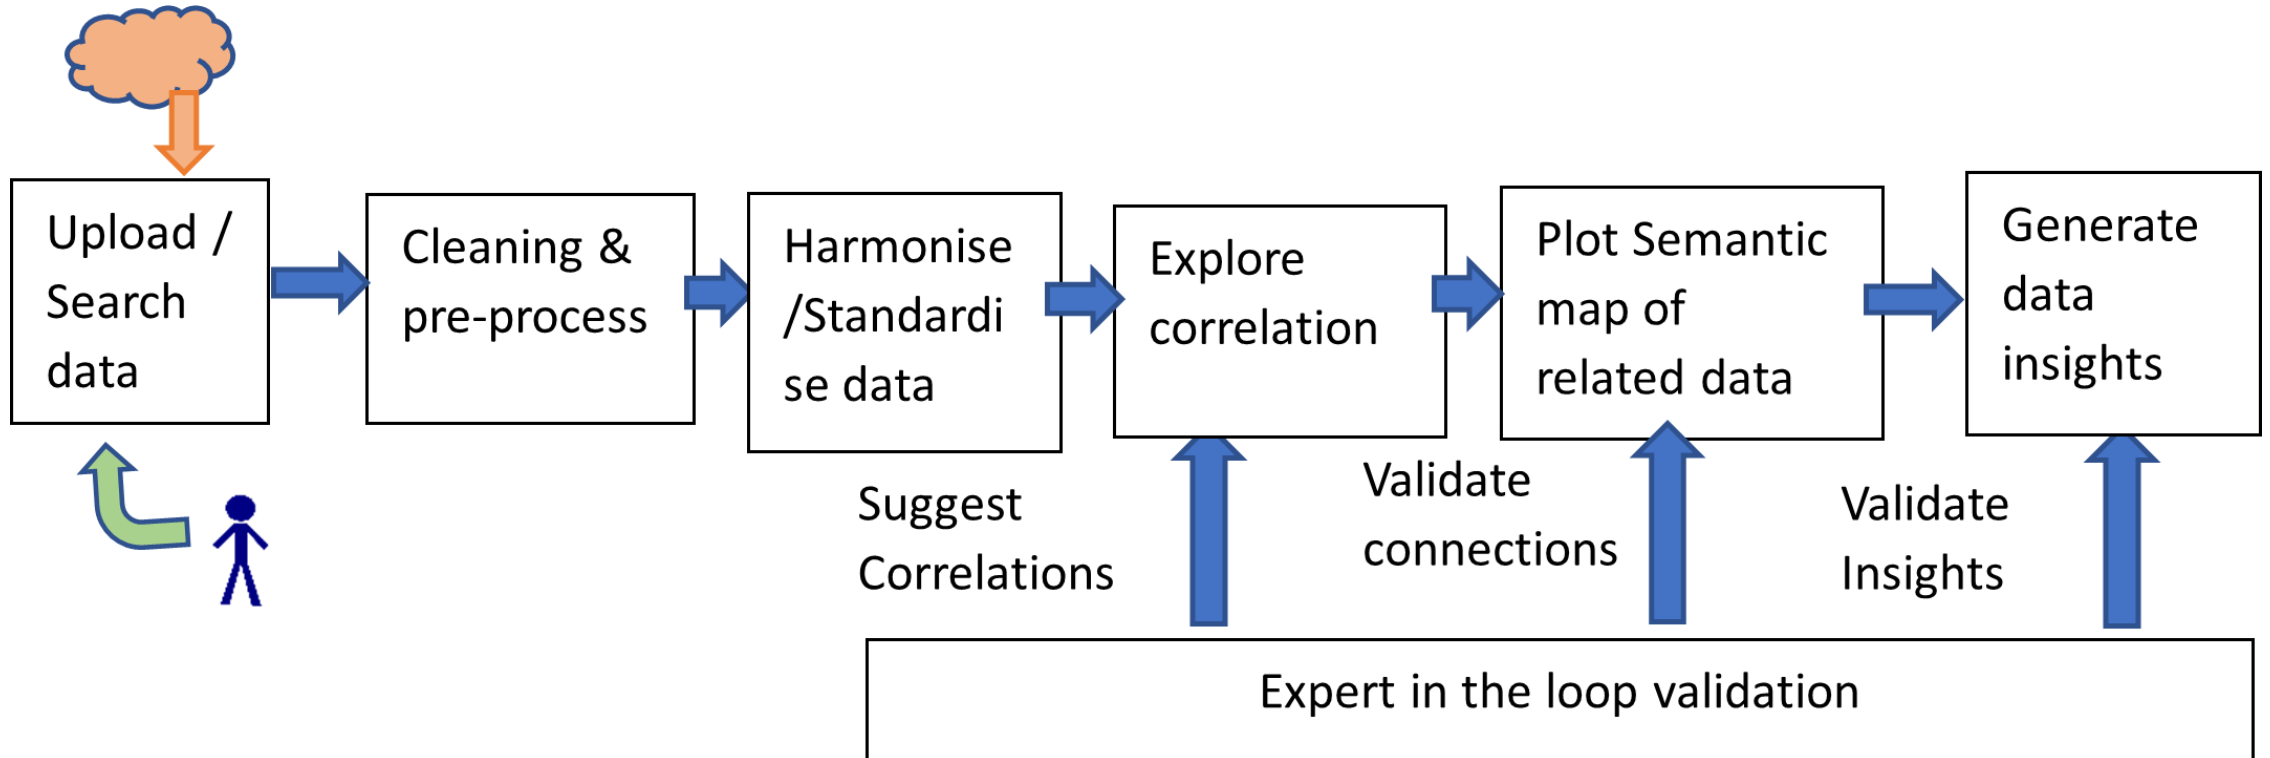 Upload /
Search
data
Cleaning &
pre-process
Harmonise
/Standardi
se data
Explore
correlation
Plot Semantic
map of
related data
Generate
data
insights
Suggest
Correlations
Validate
connections
Validate
Insights
Expert in the loop validation